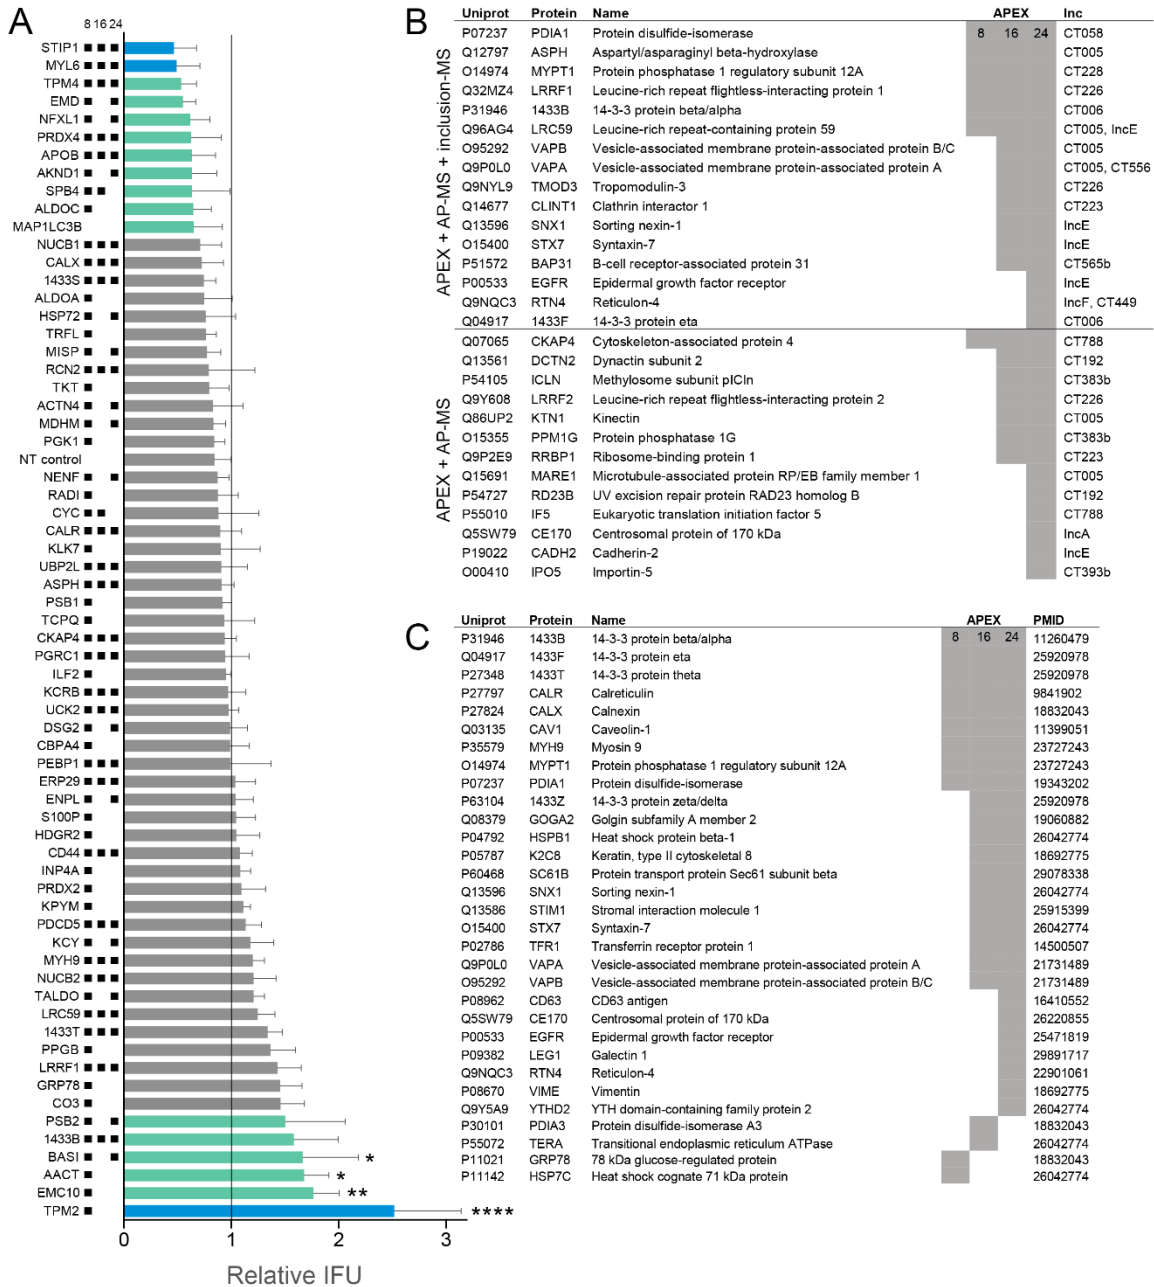 A
8 16 24
STIP1
MYL6
TPM4
EMD
NFXL1
PRDX4
APOB
AKND1
SPB4
ALDOC
MAP1LC3B
NUCB1
CALX
1433S
ALDOA
HSP72
TRFL
MISP
RCN2
TKT
ACTN4
MDHM
PGK1
NT control
NENF
RADI
CYC
CALR
KLK7
UBP2L
ASPH
PSB1
TCPQ
CKAP4
PGRC1
ILF2
KCRB
UCK2
DSG2
CBPA4
PEBP1
ERP29
ENPL
S100P
HDGR2
CD44
INP4A
PRDX2
KPYM
PDCD5
KCY
MYH9
NUCB2
TALDO
LRC59
1433T
PPGB
LRRF1
GRP78
CO3
PSB2
1433B
BASI *
AACT *
EMC10 **
TPM2 ****
0 1 2 3
Relative IFU
B
Uniprot Protein Name APEX Inc
APEX + AP-MS + inclusion-MS
P07237 PDIA1 Protein disulfide-isomerase 8 16 24 CT058
Q12797 ASPH Aspartyl/asparaginyl beta-hydroxylase CT005
O14974 MYPT1 Protein phosphatase 1 regulatory subunit 12A CT228
Q32MZ4 LRRF1 Leucine-rich repeat flightless-interacting protein 1 CT226
P31946 1433B 14-3-3 protein beta/alpha CT006
Q96AG4 LRC59 Leucine-rich repeat-containing protein 59 CT005, IncE
O95292 VAPB Vesicle-associated membrane protein-associated protein B/C CT005
Q9P0L0 VAPA Vesicle-associated membrane protein-associated protein A CT005, CT556
Q9NYL9 TMOD3 Tropomodulin-3 CT226
Q14677 CLINT1 Clathrin interactor 1 CT223
Q13596 SNX1 Sorting nexin-1 IncE
O15400 STX7 Syntaxin-7 IncE
P51572 BAP31 B-cell receptor-associated protein 31 CT565b
P00533 EGFR Epidermal growth factor receptor IncE
Q9NQC3 RTN4 Reticulon-4 IncF, CT449
Q04917 1433F 14-3-3 protein eta CT006
APEX + AP-MS
Q07065 CKAP4 Cytoskeleton-associated protein 4 CT788
Q13561 DCTN2 Dynactin subunit 2 CT192
P54105 ICLN Methylosome subunit pICln CT383b
Q9Y608 LRRF2 Leucine-rich repeat flightless-interacting protein 2 CT226
Q86UP2 KTN1 Kinectin CT005
O15355 PPM1G Protein phosphatase 1G CT383b
Q9P2E9 RRBP1 Ribosome-binding protein 1 CT223
Q15691 MARE1 Microtubule-associated protein RP/EB family member 1 CT005
P54727 RD23B UV excision repair protein RAD23 homolog B CT192
P55010 IF5 Eukaryotic translation initiation factor 5 CT788
Q5SW79 CE170 Centrosomal protein of 170 kDa IncA
P19022 CADH2 Cadherin-2 IncE
O00410 IPO5 Importin-5 CT393b
C
Uniprot Protein Name APEX PMID
P31946 1433B 14-3-3 protein beta/alpha 8 16 24 11260479
Q04917 1433F 14-3-3 protein eta 25920978
P27348 1433T 14-3-3 protein theta 25920978
P27797 CALR Calreticulin 9841902
P27824 CALX Calnexin 18832043
Q03135 CAV1 Caveolin-1 11399051
P35579 MYH9 Myosin 9 23727243
O14974 MYPT1 Protein phosphatase 1 regulatory subunit 12A 23727243
P07237 PDIA1 Protein disulfide-isomerase 19343202
P63104 1433Z 14-3-3 protein zeta/delta 25920978
Q08379 GOGA2 Golgin subfamily A member 2 19060882
P04792 HSPB1 Heat shock protein beta-1 26042774
P05787 K2C8 Keratin, type II cytoskeletal 8 18692775
P60468 SC61B Protein transport protein Sec61 subunit beta 29078338
Q13596 SNX1 Sorting nexin-1 26042774
Q13586 STIM1 Stromal interaction molecule 1 25915399
O15400 STX7 Syntaxin-7 26042774
P02786 TFR1 Transferrin receptor protein 1 14500507
Q9P0L0 VAPA Vesicle-associated membrane protein-associated protein A 21731489
O95292 VAPB Vesicle-associated membrane protein-associated protein B/C 21731489
P08962 CD63 CD63 antigen 16410552
Q5SW79 CE170 Centrosomal protein of 170 kDa 26220855
P00533 EGFR Epidermal growth factor receptor 25471819
P09382 LEG1 Galectin 1 29891717
Q9NQC3 RTN4 Reticulon-4 22901061
P08670 VIME Vimentin 18692775
Q9Y5A9 YTHD2 YTH domain-containing family protein 2 26042774
P30101 PDIA3 Protein disulfide-isomerase A3 18832043
P55072 TERA Transitional endoplasmic reticulum ATPase 26042774
P11021 GRP78 78 kDa glucose-regulated protein 18832043
P11142 HSP7C Heat shock cognate 71 kDa protein 26042774